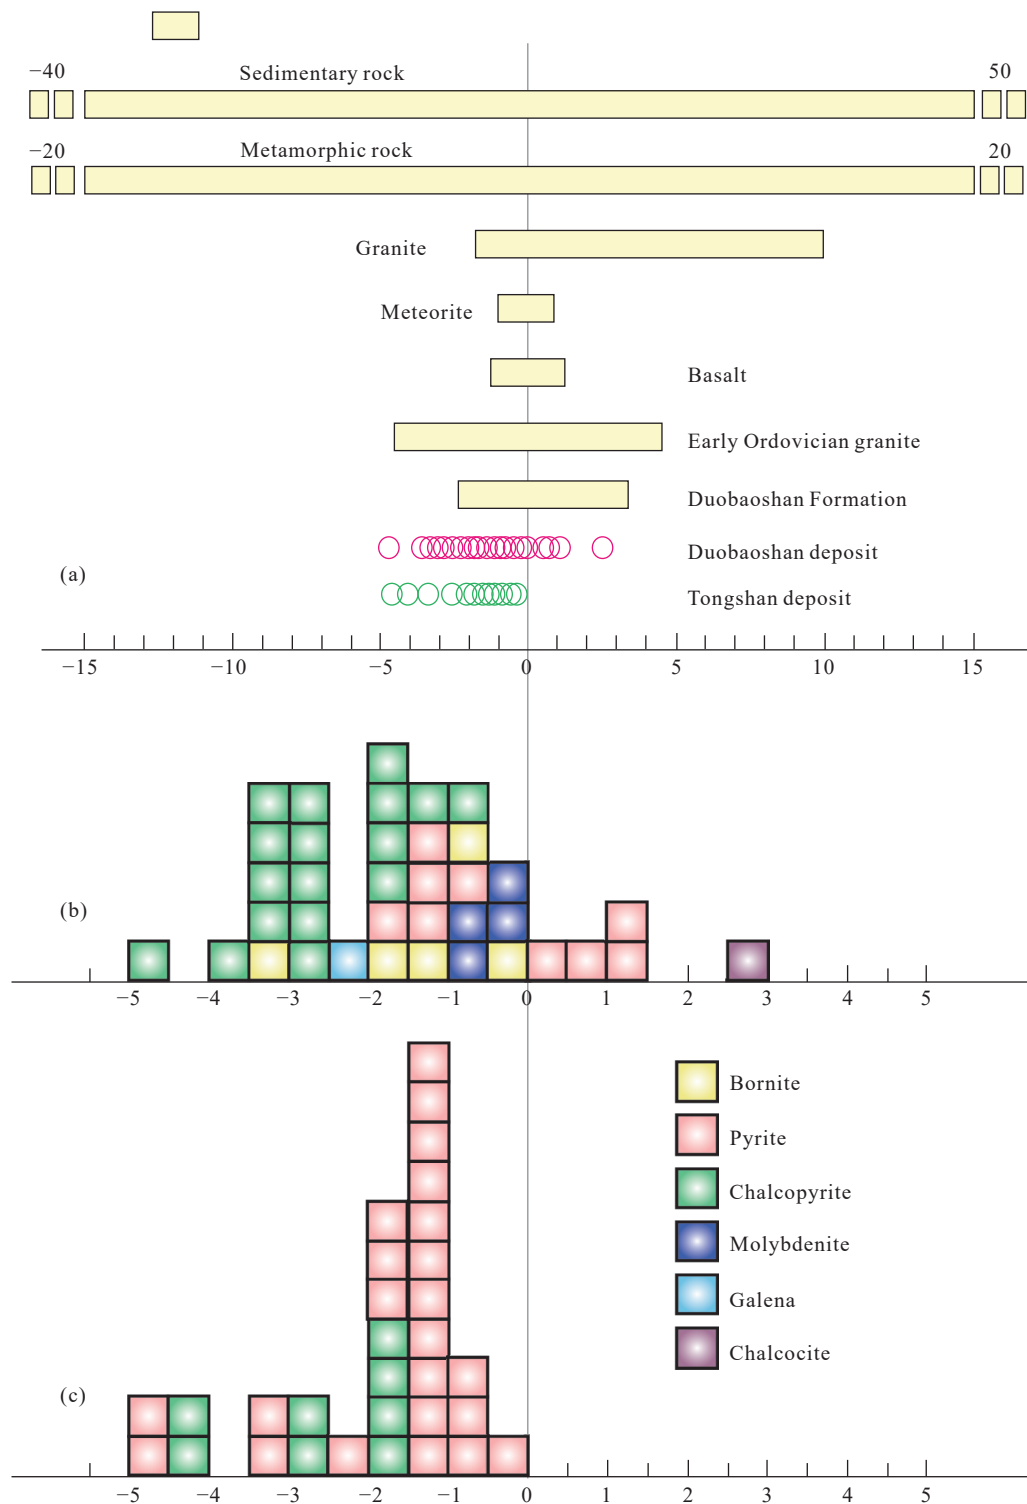 −40 Sedimentary rock 50
−20 Metamorphic rock 20
Granite
Meteorite
Basalt
Early Ordovician granite
Duobaoshan Formation
Duobaoshan deposit
(a)
Tongshan deposit
−15 −10 −5 0 5 10 15
(b)
−5 −4 −3 −2 −1 0 1 2 3 4 5
Bornite
Pyrite
Chalcopyrite
Molybdenite
Galena
Chalcocite
(c)
−5 −4 −3 −2 −1 0 1 2 3 4 5